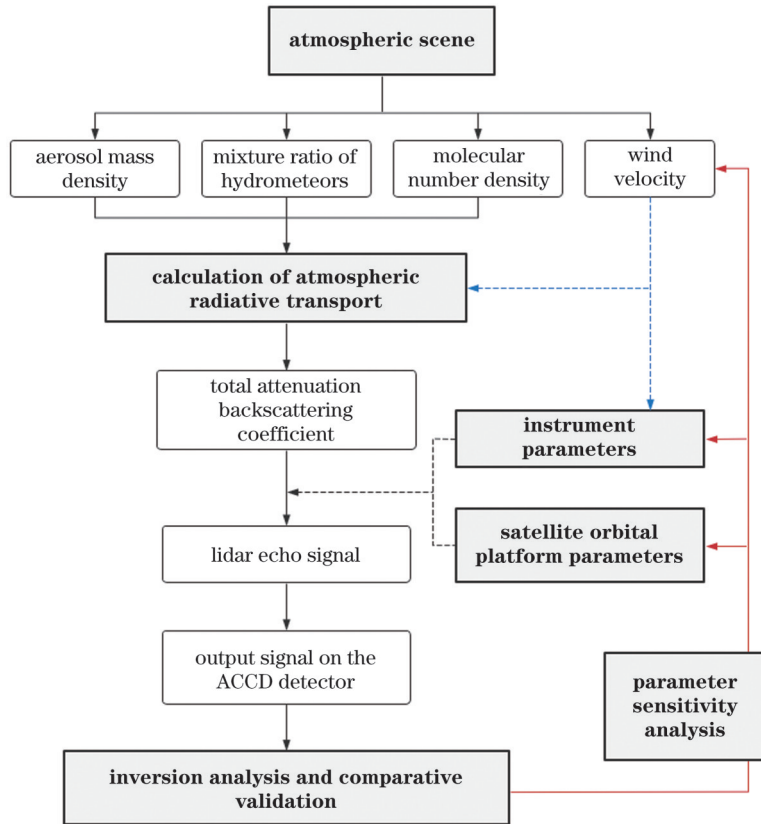 atmospheric scene
aerosol mass
density
mixture ratio of
hydrometeors
molecular
number density
wind
velocity
calculation of atmospheric
radiative transport
total attenuation
backscattering
coefficient
instrument
parameters
satellite orbital
platform parameters
lidar echo signal
output signal on the
ACCD detector
parameter
sensitivity
analysis
inversion analysis and comparative
validation